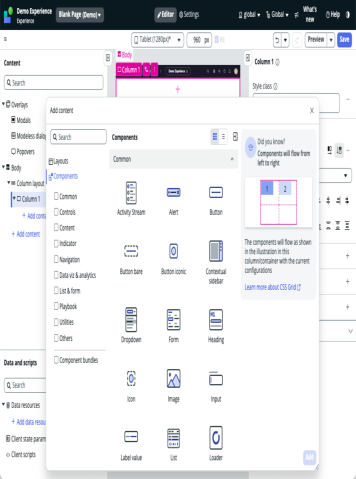 Demo Experience
Experience
Blank Page (Demo)
Editor
Settings
global
Global
What's new
Help
Tablet (1280px)*
960 px
Preview
Save
Content
Search
Overlays
Modals
Modeless dialo
Popovers
Body
Column layout
Column 1
Add conte
Add content
Data and scripts
Search
Data resources
Add data resou
Client state param
Client scripts
Body
Column 1
Demo Experience
Column 1
Style class
Add content
Search
Layouts
Components
Common
Controls
Content
Indicator
Navigation
Data viz & analytics
List & form
Playbook
Utilities
Others
Component bundles
Components
Common
Activity Stream
Alert
Button
Button bare
Button iconic
Contextual
sidebar
Dropdown
Form
Heading
Icon
Image
Input
Label value
List
Loader
Did you know?
Components will flow from
left to right
1
2
The components will flow as shown
in the illustration in this
column/container with the current
configurations
Learn more about CSS Grid
Add